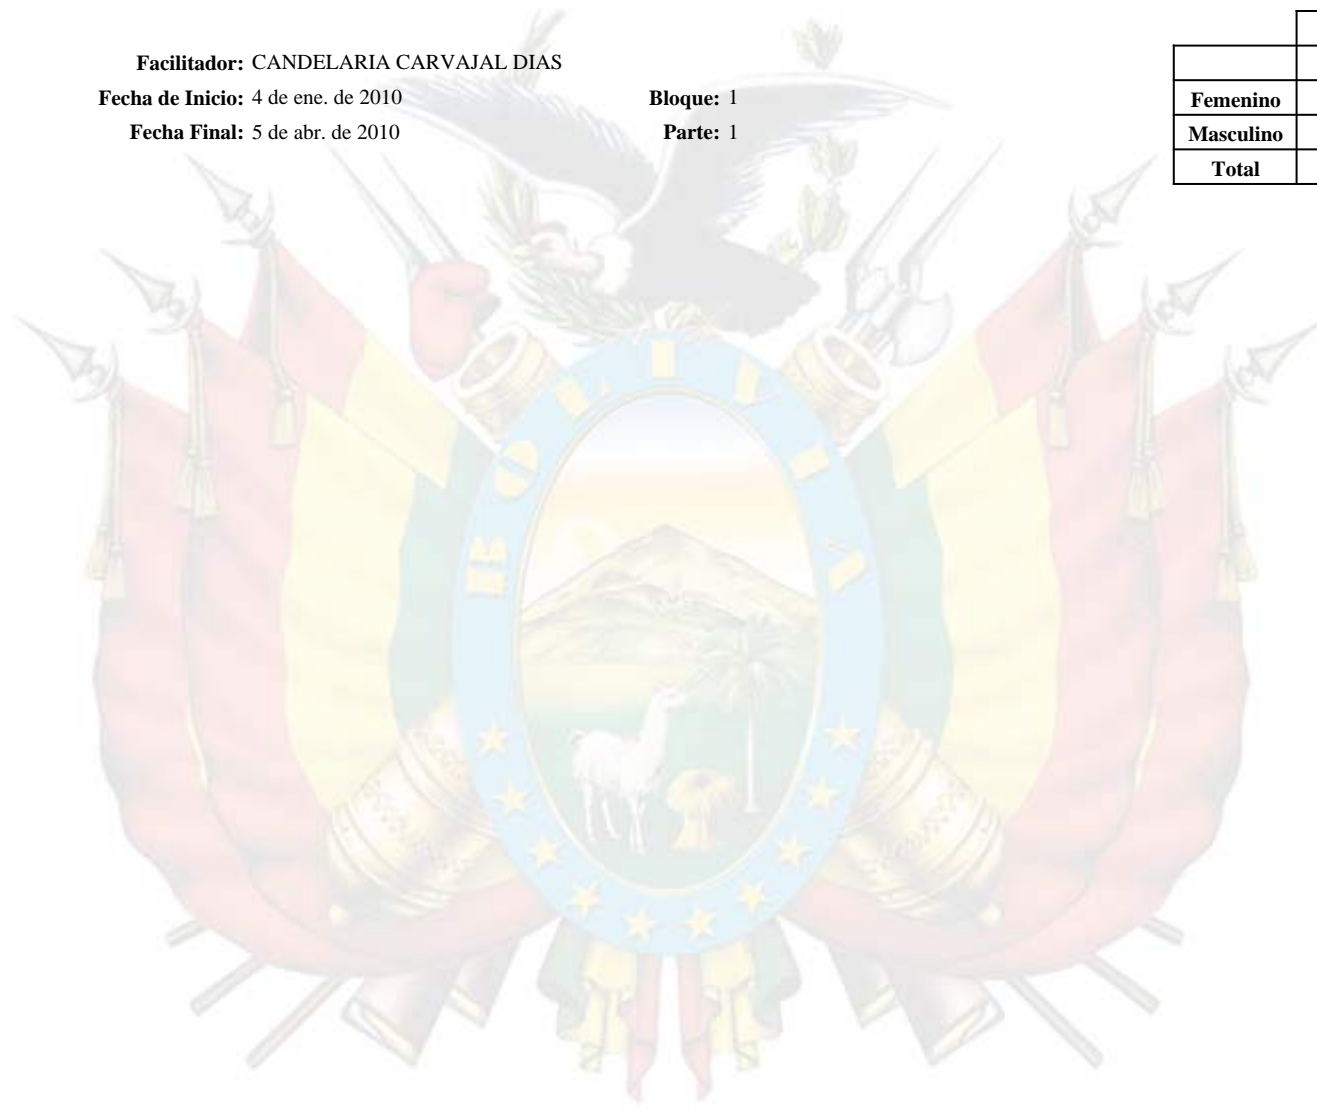 Facilitador: CANDELARIA CARVAJAL DIAS
Fecha de Inicio: 4 de ene. de 2010 Bloque: 1
Fecha Final: 5 de abr. de 2010 Parte: 1
Femenino
Masculino
Total
BOLIVIA